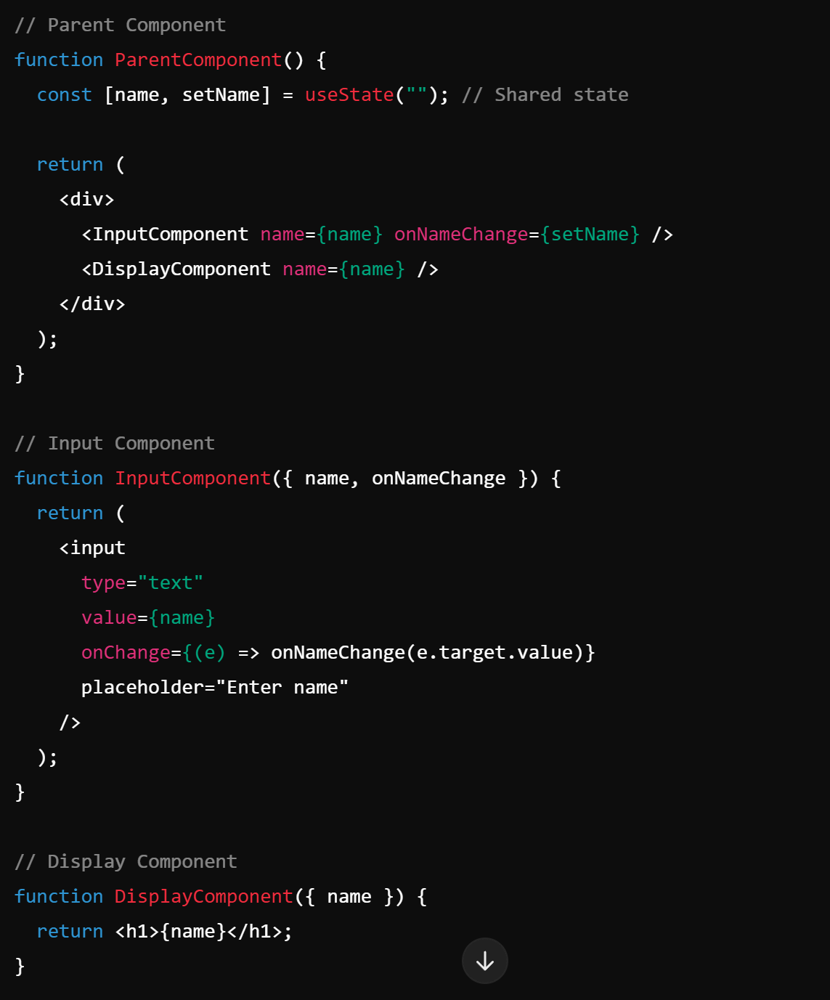 // Parent Component
function ParentComponent() {
  const [name, setName] = useState(""); // Shared state

  return (
    <div>
      <InputComponent name={name} onNameChange={setName} />
      <DisplayComponent name={name} />
    </div>
  );
}

// Input Component
function InputComponent({ name, onNameChange }) {
  return (
    <input
      type="text"
      value={name}
      onChange={(e) => onNameChange(e.target.value)}
      placeholder="Enter name"
    />
  );
}

// Display Component
function DisplayComponent({ name }) {
  return <h1>{name}</h1>;
}